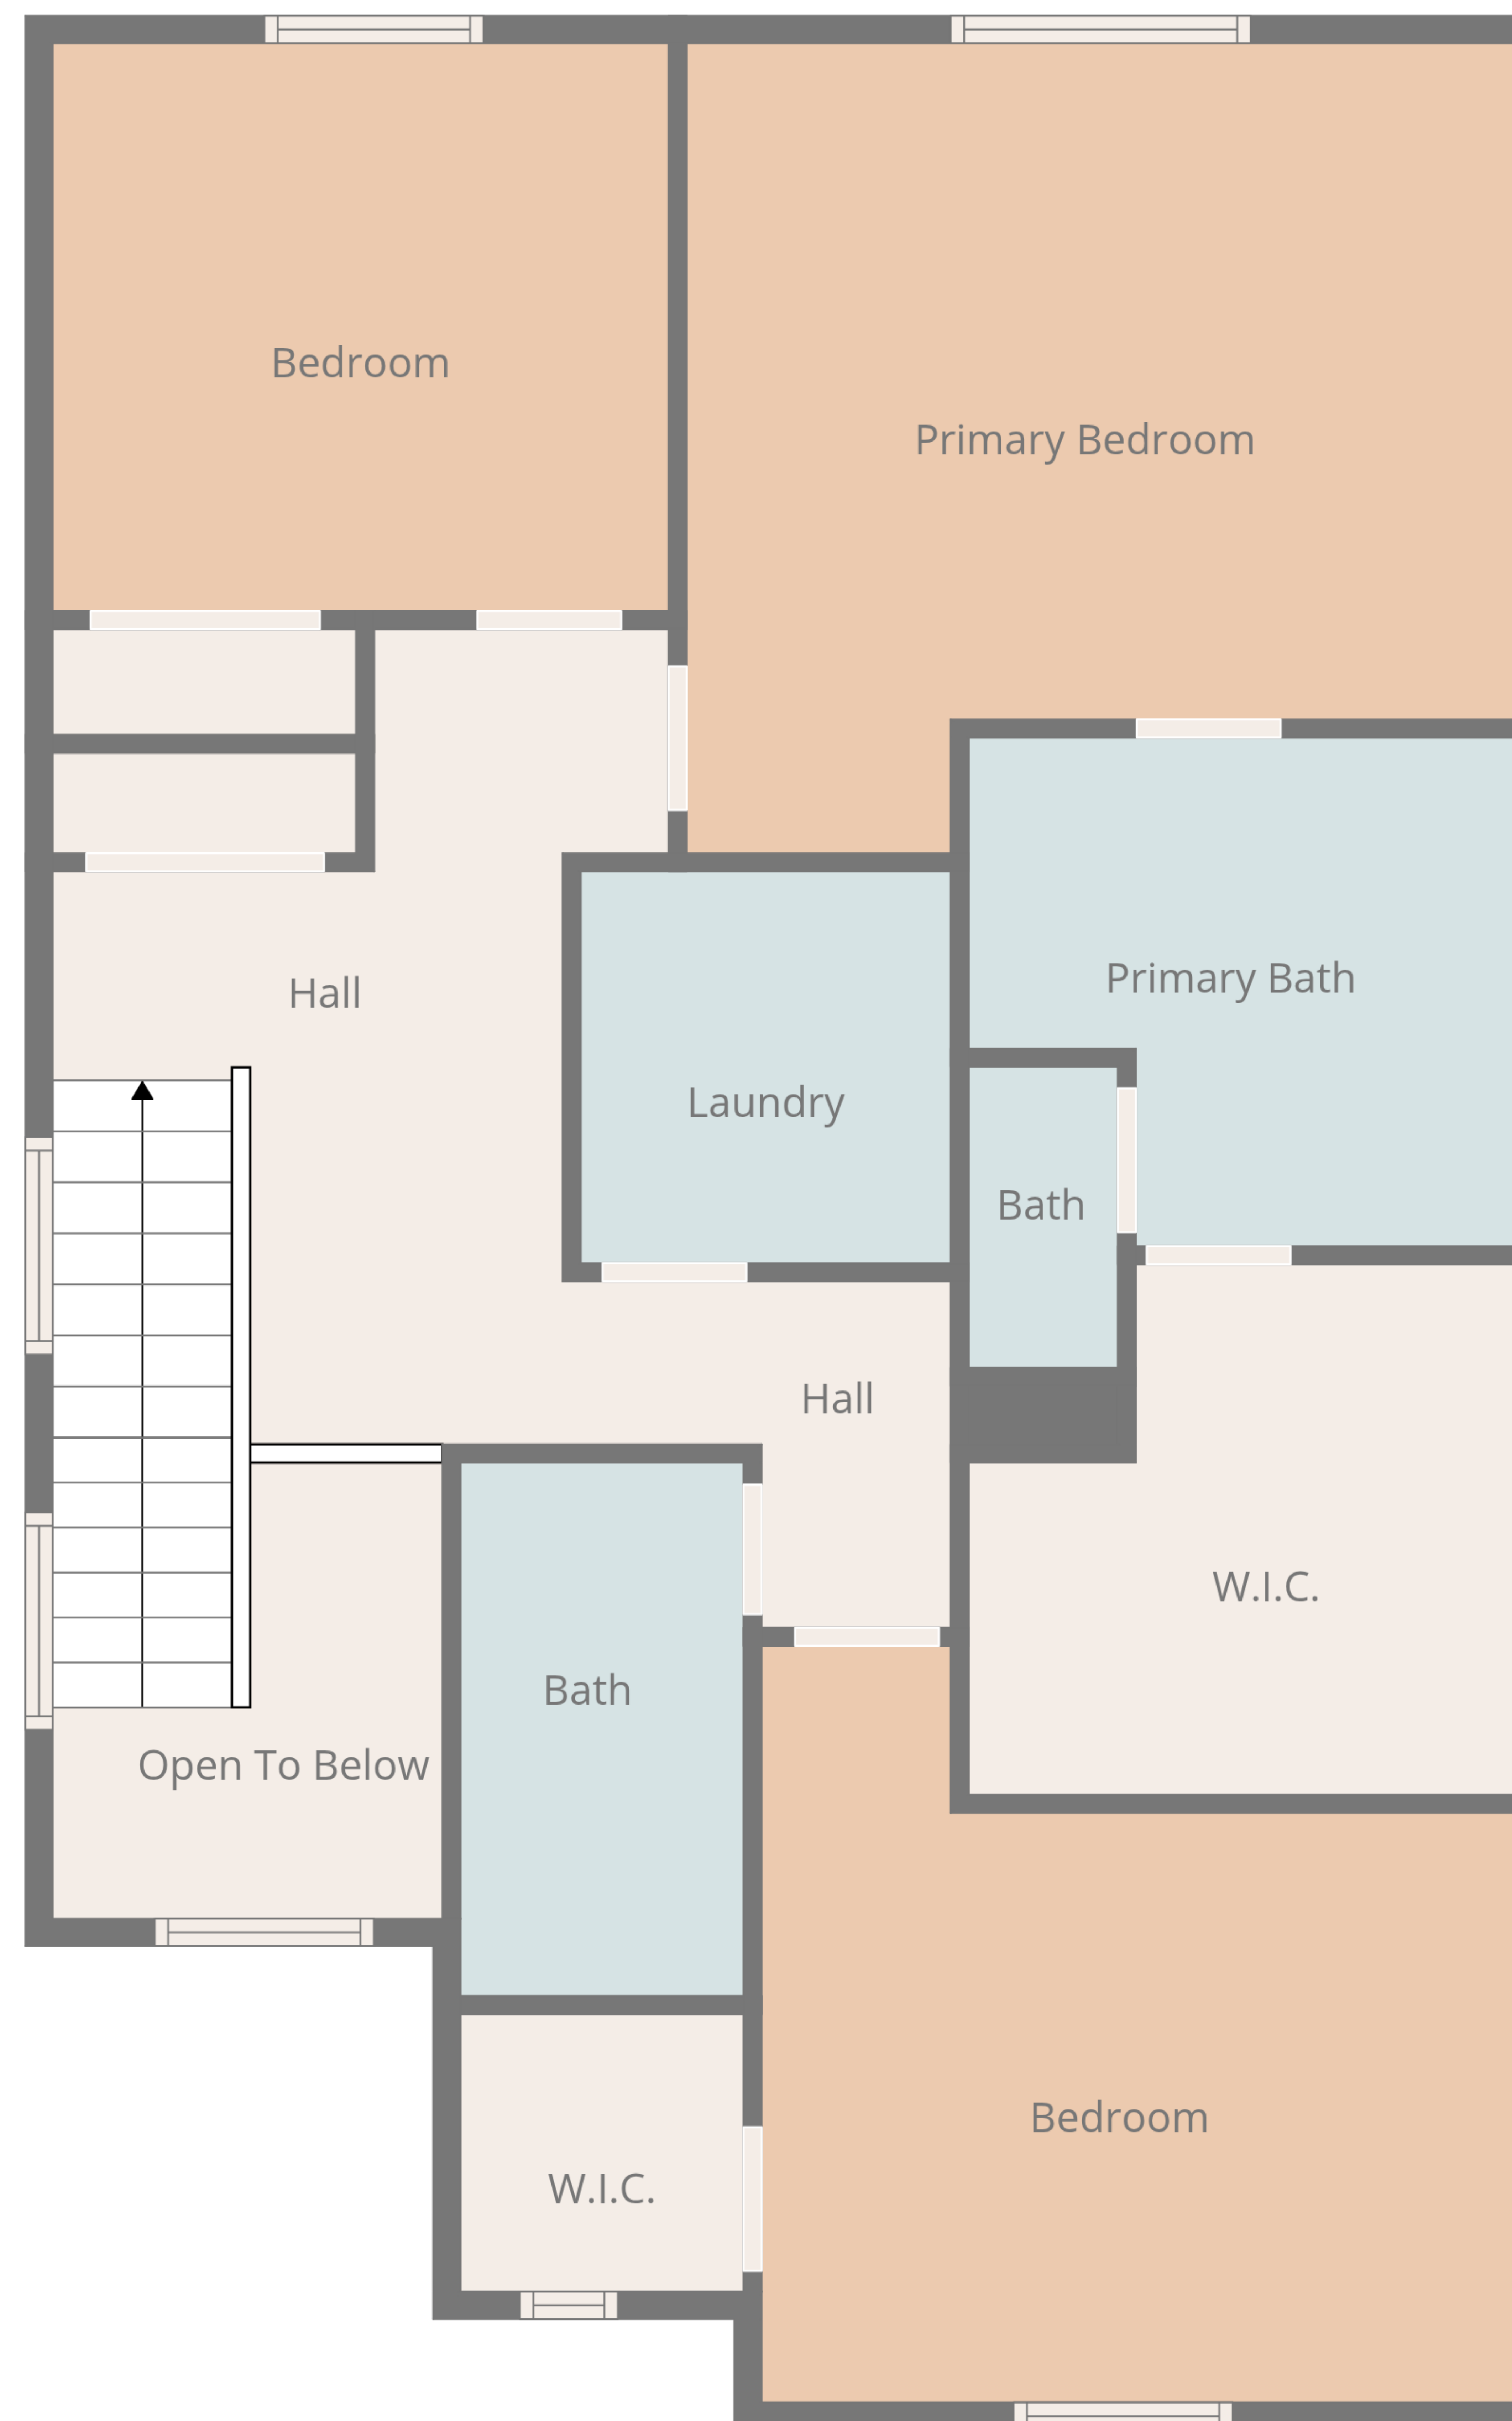 Bedroom
Primary Bedroom
Primary Bath
Hall
Laundry
Bath
Hall
W.I.C.
Bath
Open To Below
Bedroom
W.I.C.